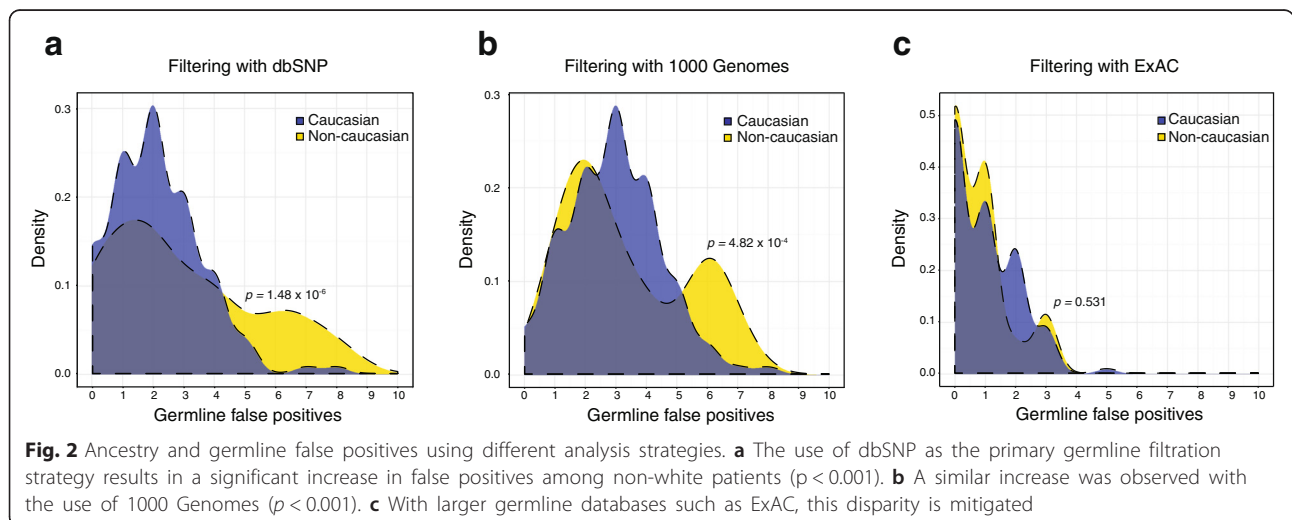 a
Filtering with dbSNP
0.3
0.2
0.1
0.0
Density
Caucasian
Non-caucasian
p = 1.48 x 10-6
0 1 2 3 4 5 6 7 8 9 10
Germline false positives
b
Filtering with 1000 Genomes
0.3
0.2
0.1
0.0
Density
Caucasian
Non-caucasian
p = 4.82 x 10-4
0 1 2 3 4 5 6 7 8 9 10
Germline false positives
c
Filtering with ExAC
0.5
0.4
0.3
0.2
0.1
0.0
Density
Caucasian
Non-caucasian
p = 0.531
0 1 2 3 4 5 6 7 8 9 10
Germline false positives
Fig. 2 Ancestry and germline false positives using different analysis strategies. a The use of dbSNP as the primary germline filtration
strategy results in a significant increase in false positives among non-white patients (p < 0.001). b A similar increase was observed with
the use of 1000 Genomes (p < 0.001). c With larger germline databases such as ExAC, this disparity is mitigated